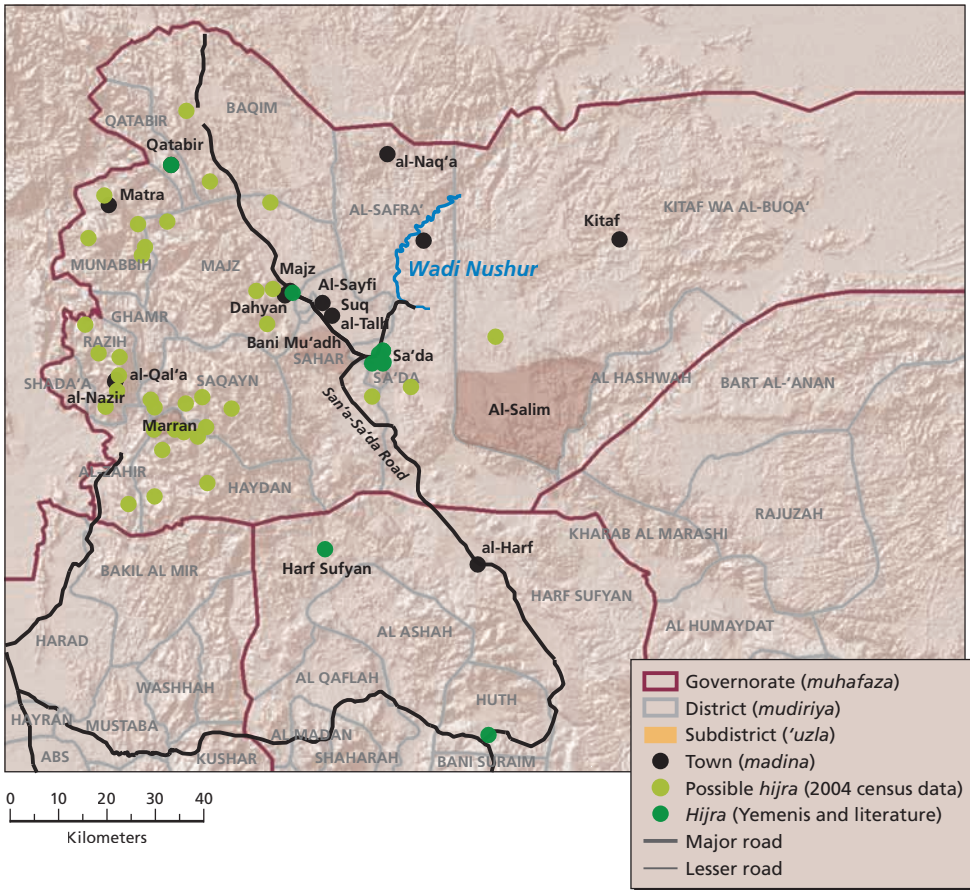 BAQIM
QATABIR
Qatabir
al-Naq‘a
Matra
AL-SAFRA’
Kitaf
KITAF WA AL-BUQA’
MUNABBIH
MAJZ
Majz
Wadi Nushur
Al-Sayfi
Dahyan
Suq
al-Talh
GHAMR
Bani Mu‘adh
RAZIH
SAHAR
Sa‘da
SA‘DA
al-Qal‘a
SHADA’A
SAQAYN
AL HASHWAH
BART AL-‘ANAN
al-Nazir
Al-Salim
Marran
San‘a-Sa‘da Road
AL-ZAHIR
HAYDAN
RAJUZAH
KHARAB AL MARASHI
al-Harf
Harf Sufyan
BAKIL AL MIR
HARF SUFYAN
HARAD
AL ASHAH
AL HUMAYDAT
AL QAFLAH
WASHHAH
HUTH
HAYRAN
MUSTABA
AL MADAN
ABS
KUSHAR
SHAHARAH
BANI SURAIM
Governorate (muhafaza)
District (mudiriya)
Subdistrict (‘uzla)
Town (madina)
Possible hijra (2004 census data)
Hijra (Yemenis and literature)
Major road
Lesser road
0 10 20 30 40
Kilometers